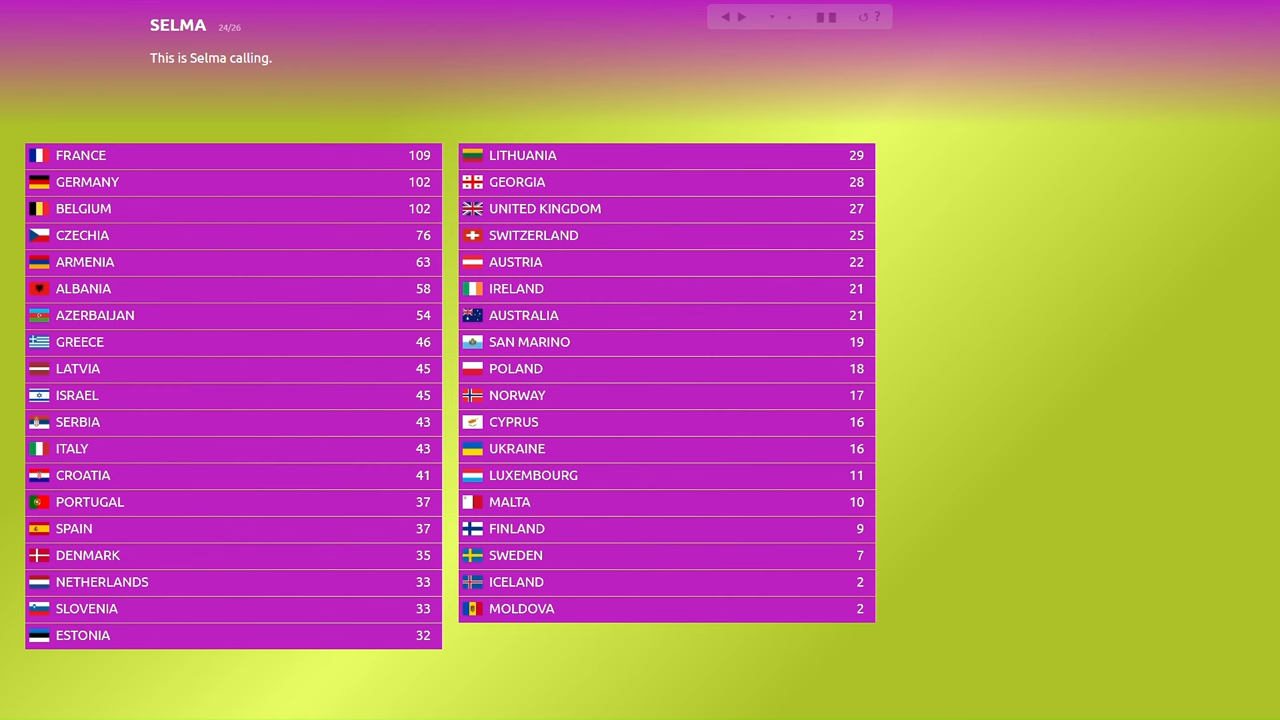 SELMA 24/26
This is Selma calling.
?
FRANCE 109
GERMANY 102
BELGIUM 102
CZECHIA 76
ARMENIA 63
ALBANIA 58
AZERBAIJAN 54
GREECE 46
LATVIA 45
ISRAEL 45
SERBIA 43
ITALY 43
CROATIA 41
PORTUGAL 37
SPAIN 37
DENMARK 35
NETHERLANDS 33
SLOVENIA 33
ESTONIA 32
LITHUANIA 29
GEORGIA 28
UNITED KINGDOM 27
SWITZERLAND 25
AUSTRIA 22
IRELAND 21
AUSTRALIA 21
SAN MARINO 19
POLAND 18
NORWAY 17
CYPRUS 16
UKRAINE 16
LUXEMBOURG 11
MALTA 10
FINLAND 9
SWEDEN 7
ICELAND 2
MOLDOVA 2